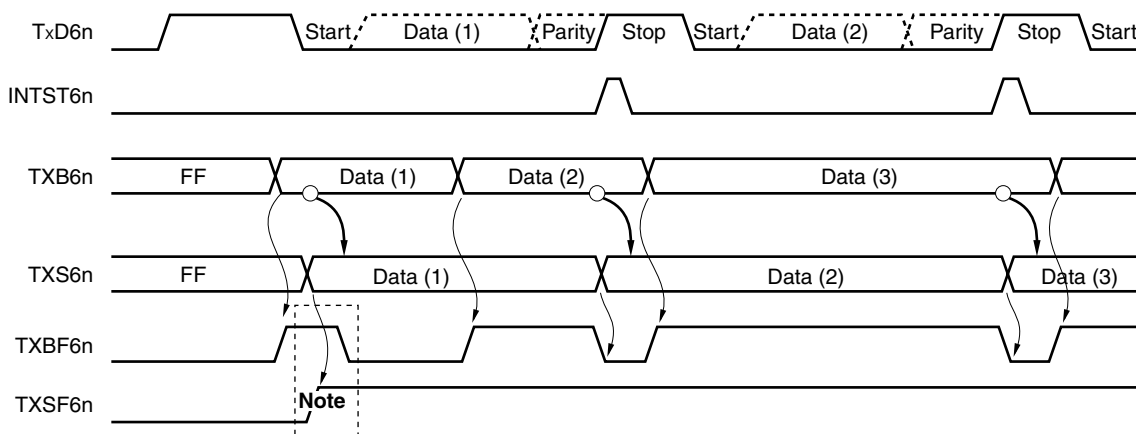 TxD6n Start Data (1) Parity Stop Start Data (2) Parity Stop Start
INTST6n
TXB6n FF Data (1) Data (2) Data (3)
TXS6n FF Data (1) Data (2) Data (3)
TXBF6n
TXSF6n Note